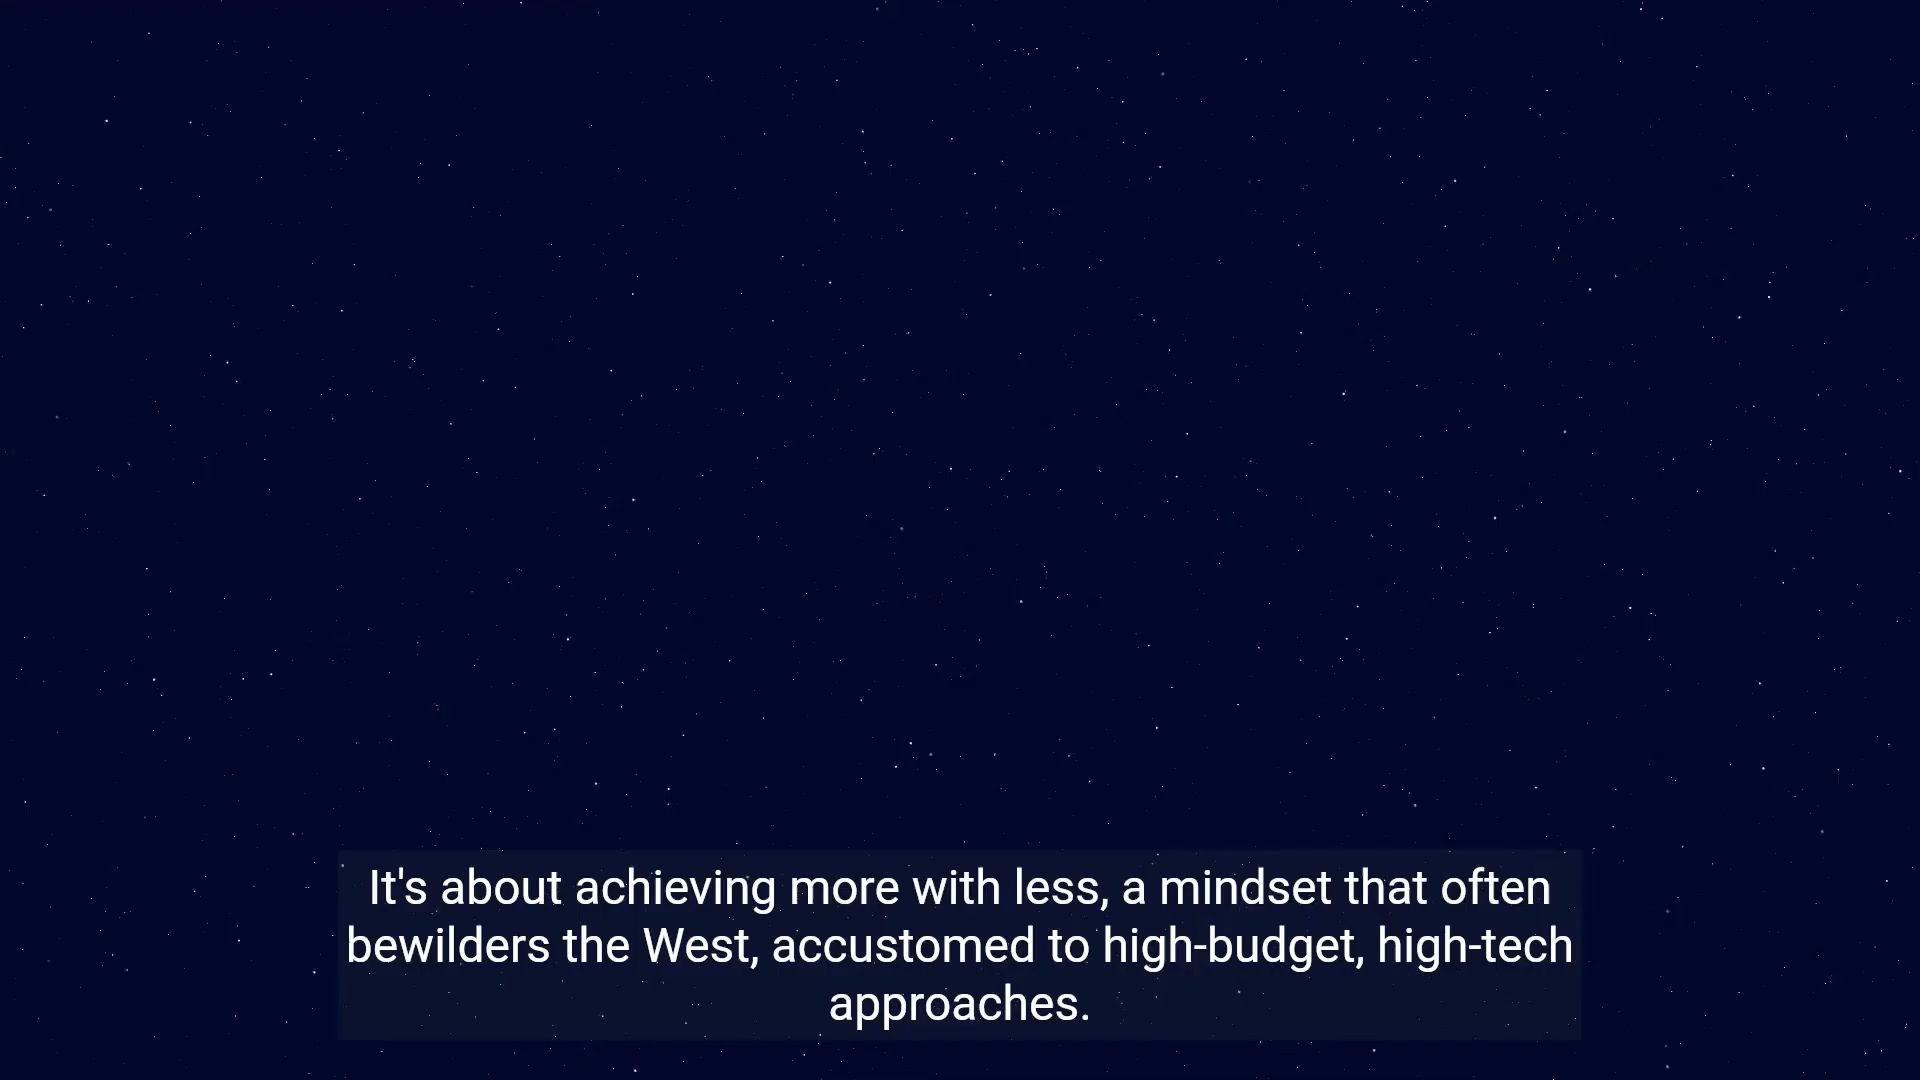 It's about achieving more with less, a mindset that often
bewilders the West, accustomed to high-budget, high-tech
approaches.